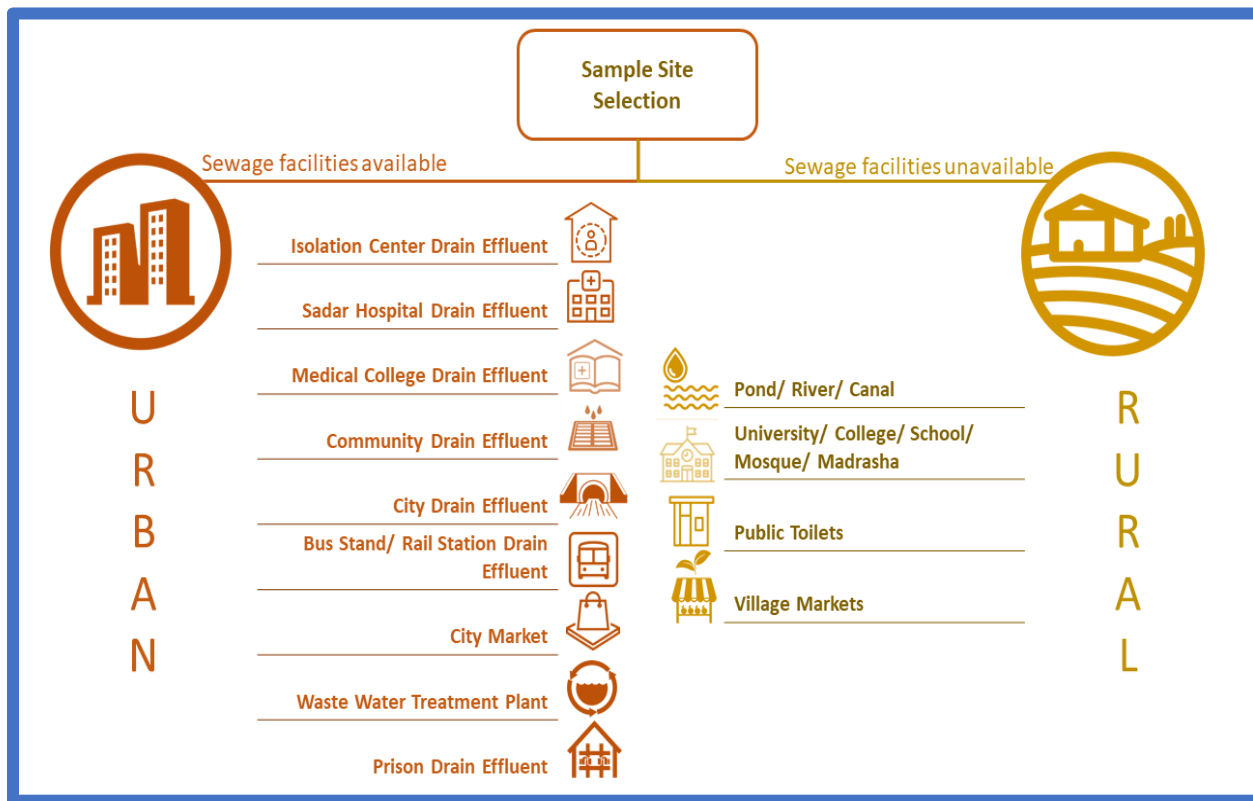 Sample Site
Selection
Sewage facilities available
Sewage facilities unavailable
URBAN
Isolation Center Drain Effluent
Sadar Hospital Drain Effluent
Medical College Drain Effluent
Community Drain Effluent
City Drain Effluent
Bus Stand/ Rail Station Drain
Effluent
City Market
Waste Water Treatment Plant
Prison Drain Effluent
Pond/ River/ Canal
University/ College/ School/
Mosque/ Madrasha
Public Toilets
Village Markets
RURAL